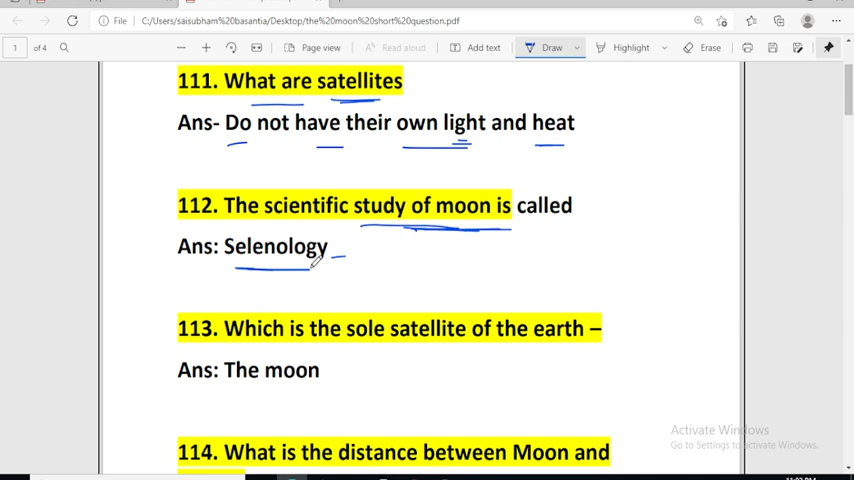 File | C:/Users/saisubham%20basantia/Desktop/the%20moon%20short%20question.pdf
1 of 4 Page view Read aloud Add text Draw Highlight Erase
111. What are satellites
Ans- Do not have their own light and heat
112. The scientific study of moon is called
Ans: Selenology
113. Which is the sole satellite of the earth –
Ans: The moon
114. What is the distance between Moon and
Activate Windows
Go to Settings to activate Windows.